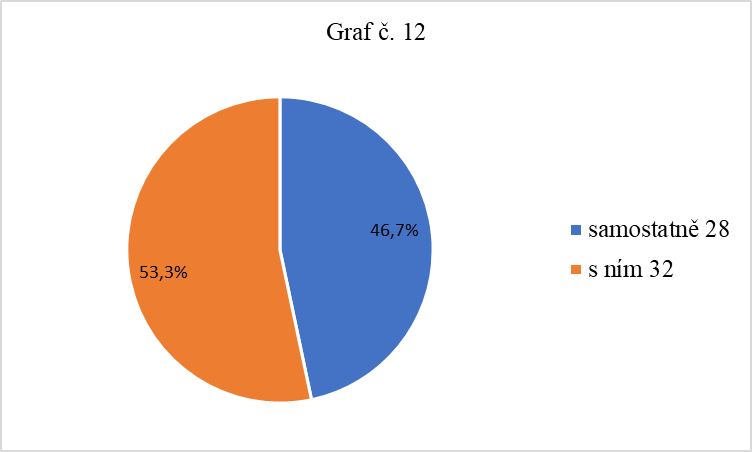 Graf č. 12
46,7%
53,3%
samostatně 28
s ním 32